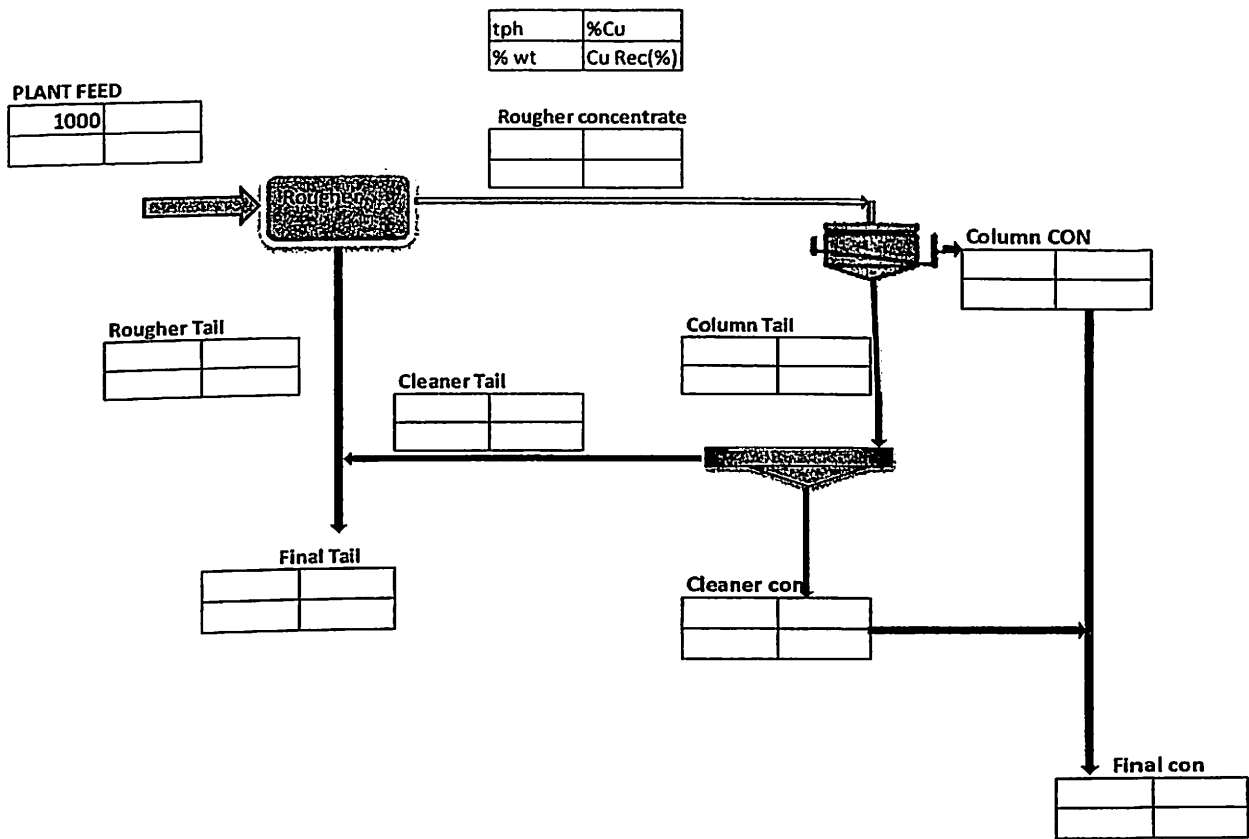 tph %Cu
% wt Cu Rec(%)
PLANT FEED
1000
Rougher concentrate
Rougher
Column CON
Rougher Tail
Column Tail
Cleaner Tail
Final Tail
Cleaner con
Final con